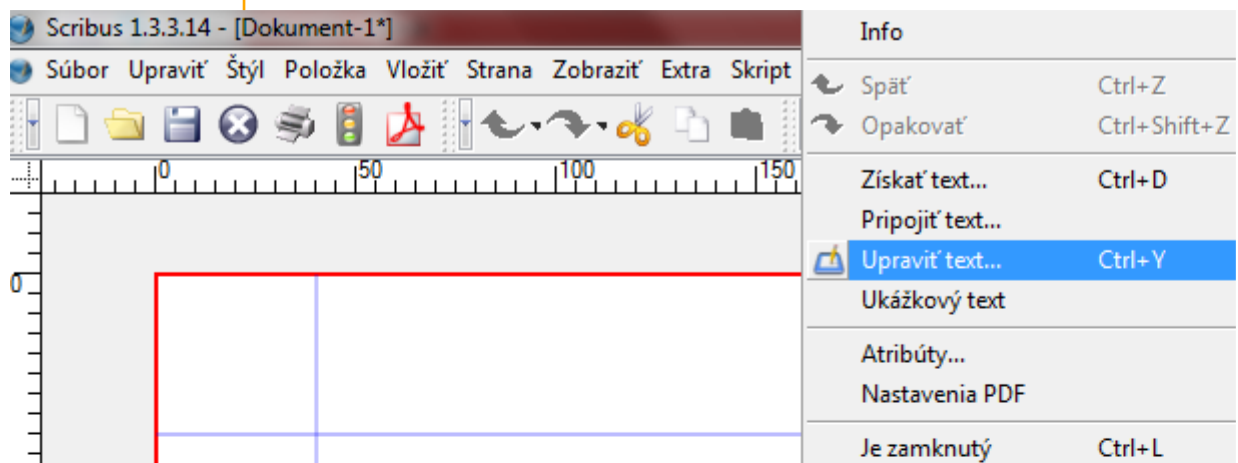 Scribus 1.3.3.14 - [Dokument-1*]
Súbor Upraviť Štýl Položka Vložiť Strana Zobraziť Extra Skript
0 50 100 150
0
Info
Späť Ctrl+Z
Opakovať Ctrl+Shift+Z
Získať text... Ctrl+D
Pripojiť text...
Upraviť text... Ctrl+Y
Ukážkový text
Atribúty...
Nastavenia PDF
Je zamknutý Ctrl+L